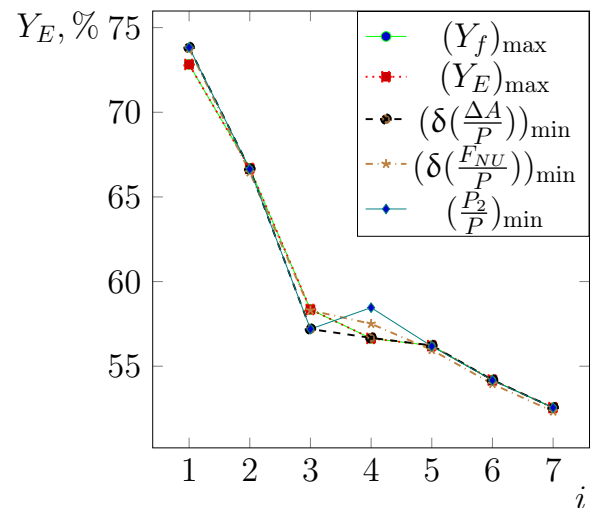 Y_E, %
75
70
65
60
55
(Y_f)_max
(Y_E)_max
(δ(ΔA/P))_min
(δ(F_NU/P))_min
(P_2/P)_min
1 2 3 4 5 6 7
i